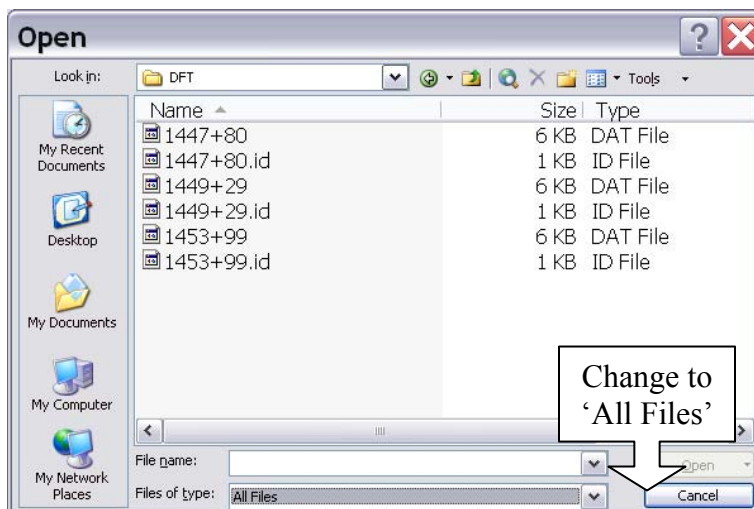 Open
Look in:
DFT
Tools
Name
Size
Type
1447+80
6 KB
DAT File
1447+80.id
1 KB
ID File
1449+29
6 KB
DAT File
1449+29.id
1 KB
ID File
1453+99
6 KB
DAT File
1453+99.id
1 KB
ID File
My Recent
Documents
Desktop
My Documents
My Computer
My Network
Places
Change to
‘All Files’
File name:
Open
Files of type:
All Files
Cancel